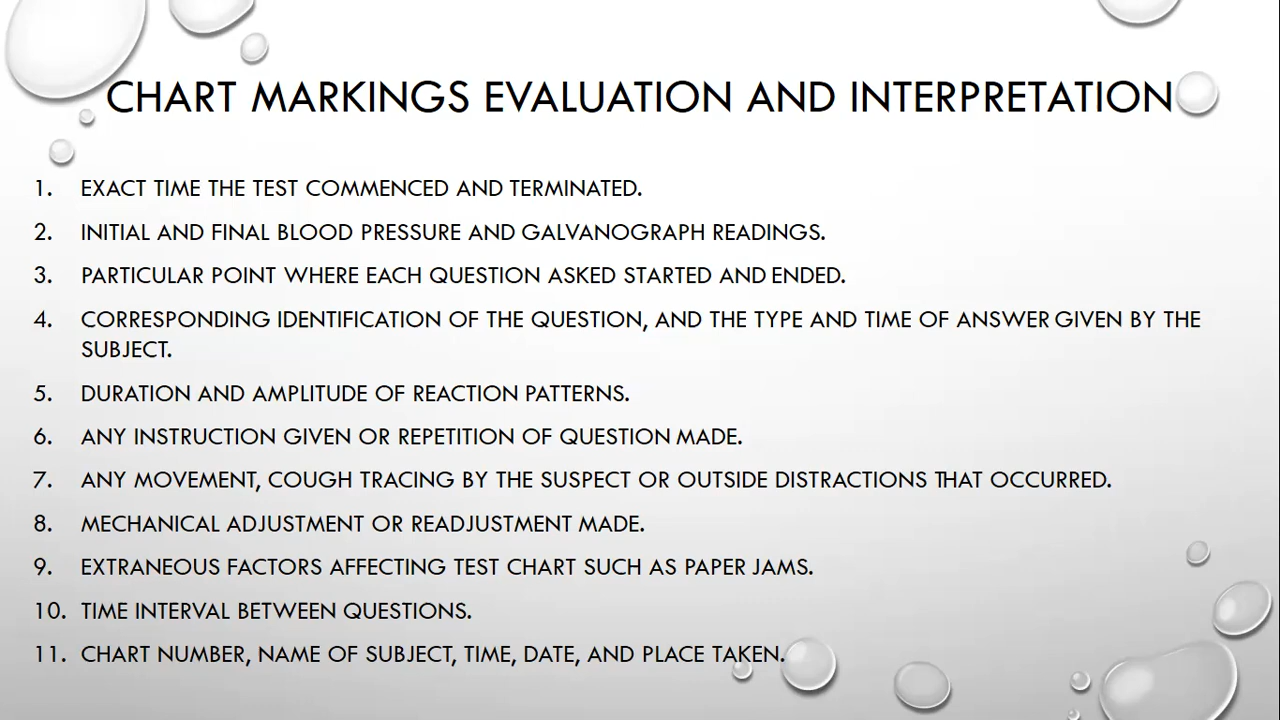 CHART MARKINGS EVALUATION AND INTERPRETATION
1. EXACT TIME THE TEST COMMENCED AND TERMINATED.
2. INITIAL AND FINAL BLOOD PRESSURE AND GALVANOGRAPH READINGS.
3. PARTICULAR POINT WHERE EACH QUESTION ASKED STARTED AND ENDED.
4. CORRESPONDING IDENTIFICATION OF THE QUESTION, AND THE TYPE AND TIME OF ANSWER GIVEN BY THE
SUBJECT.
5. DURATION AND AMPLITUDE OF REACTION PATTERNS.
6. ANY INSTRUCTION GIVEN OR REPETITION OF QUESTION MADE.
7. ANY MOVEMENT, COUGH TRACING BY THE SUSPECT OR OUTSIDE DISTRACTIONS THAT OCCURRED.
8. MECHANICAL ADJUSTMENT OR READJUSTMENT MADE.
9. EXTRANEOUS FACTORS AFFECTING TEST CHART SUCH AS PAPER JAMS.
10. TIME INTERVAL BETWEEN QUESTIONS.
11. CHART NUMBER, NAME OF SUBJECT, TIME, DATE, AND PLACE TAKEN.